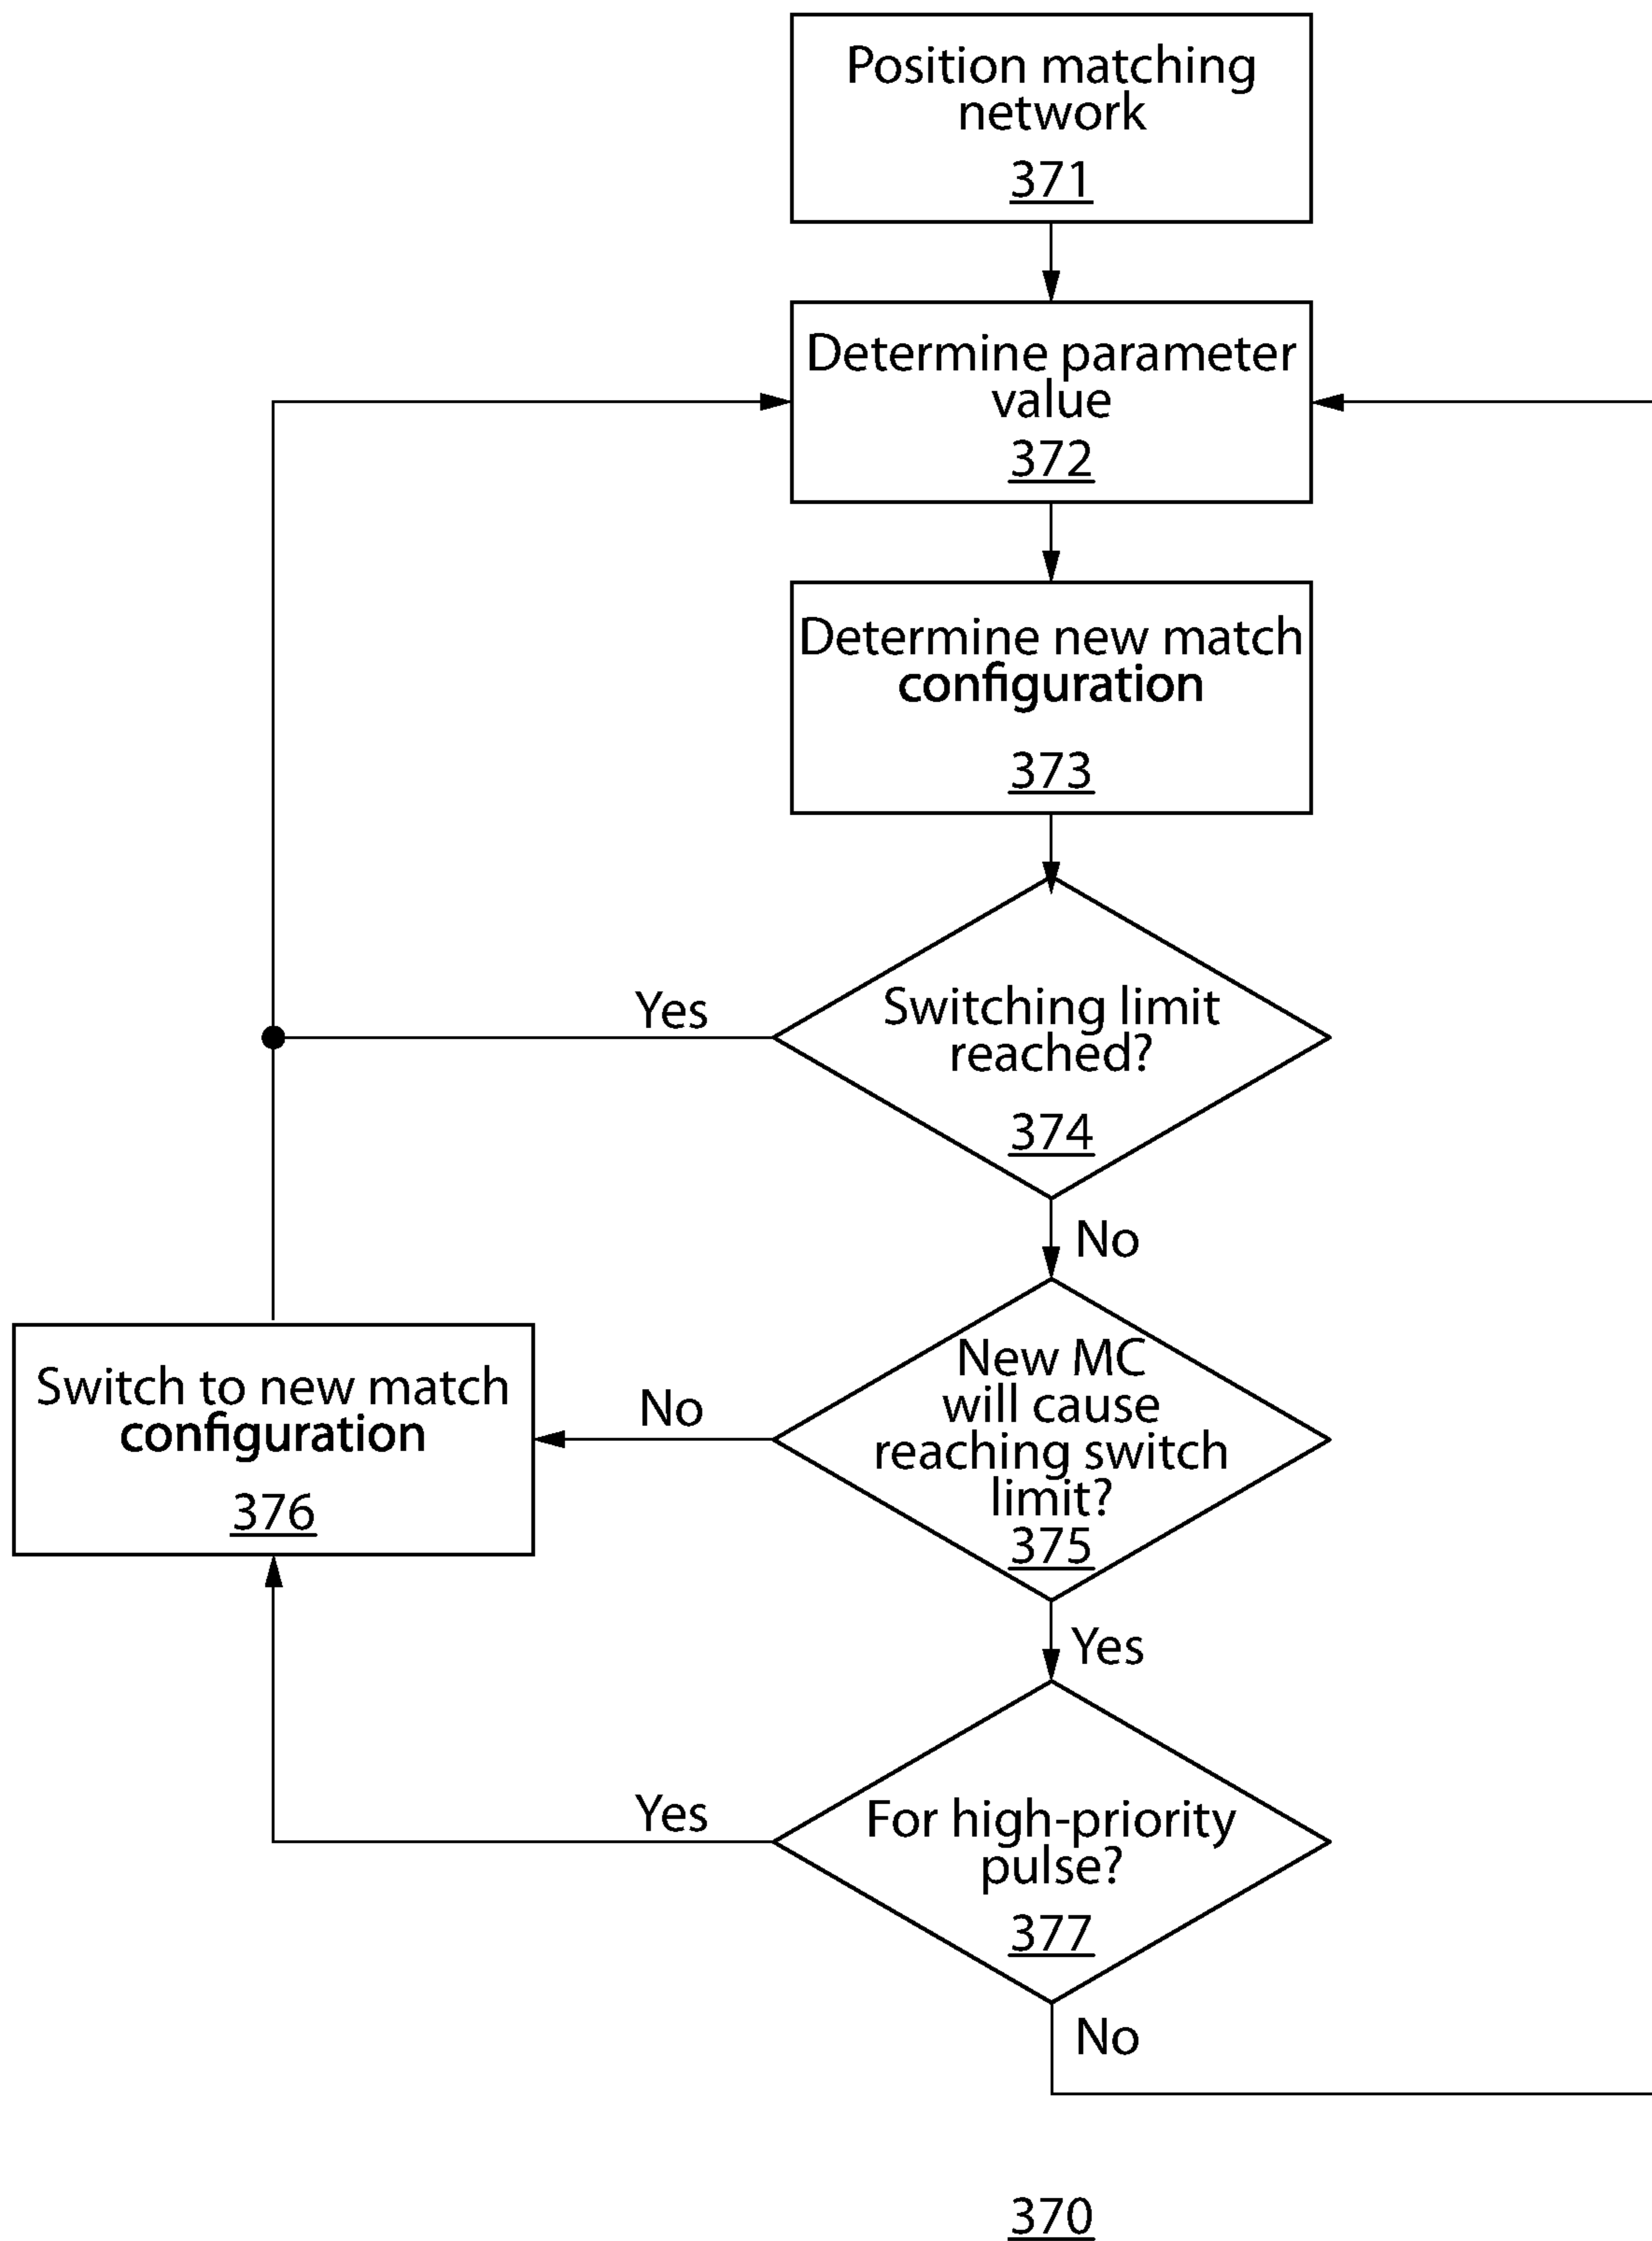 Position matching
network
371
Determine parameter
value
372
Determine new match
configuration
373
Switching limit
reached?
374
Yes
No
New MC
will cause
reaching switch
limit?
375
No
Switch to new match
configuration
376
Yes
For high-priority
pulse?
377
Yes
No
370